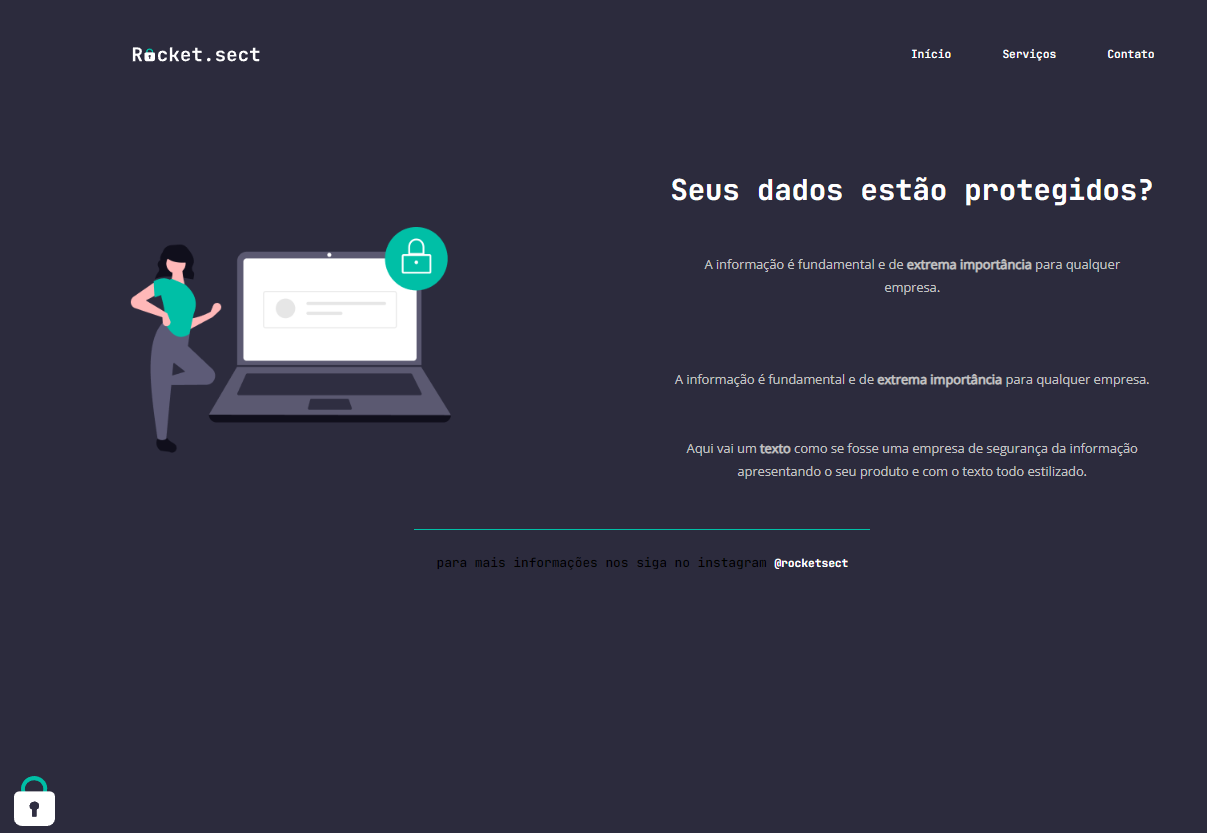 Rocket.sect
Início Serviços Contato
Seus dados estão protegidos?
A informação é fundamental e de extrema importância para qualquer
empresa.
A informação é fundamental e de extrema importância para qualquer empresa.
Aqui vai um texto como se fosse uma empresa de segurança da informação
apresentando o seu produto e com o texto todo estilizado.
para mais informações nos siga no instagram @rocketsect